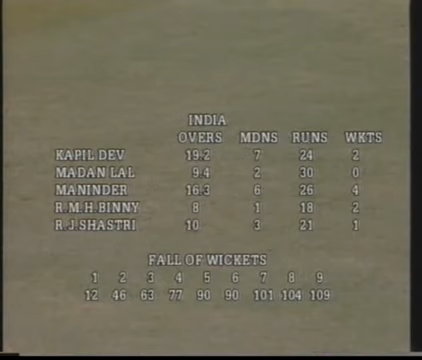 INDIA
OVERS MDNS RUNS WKTS
KAPIL DEV 19.2 7 24 2
MADAN LAL 9.4 2 30 0
MANINDER 16.3 6 26 4
R.M.H.BINNY 8 1 18 2
R.J.SHASTRI 10 3 21 1
FALL OF WICKETS
1 2 3 4 5 6 7 8 9
12 46 63 77 90 90 101 104 109